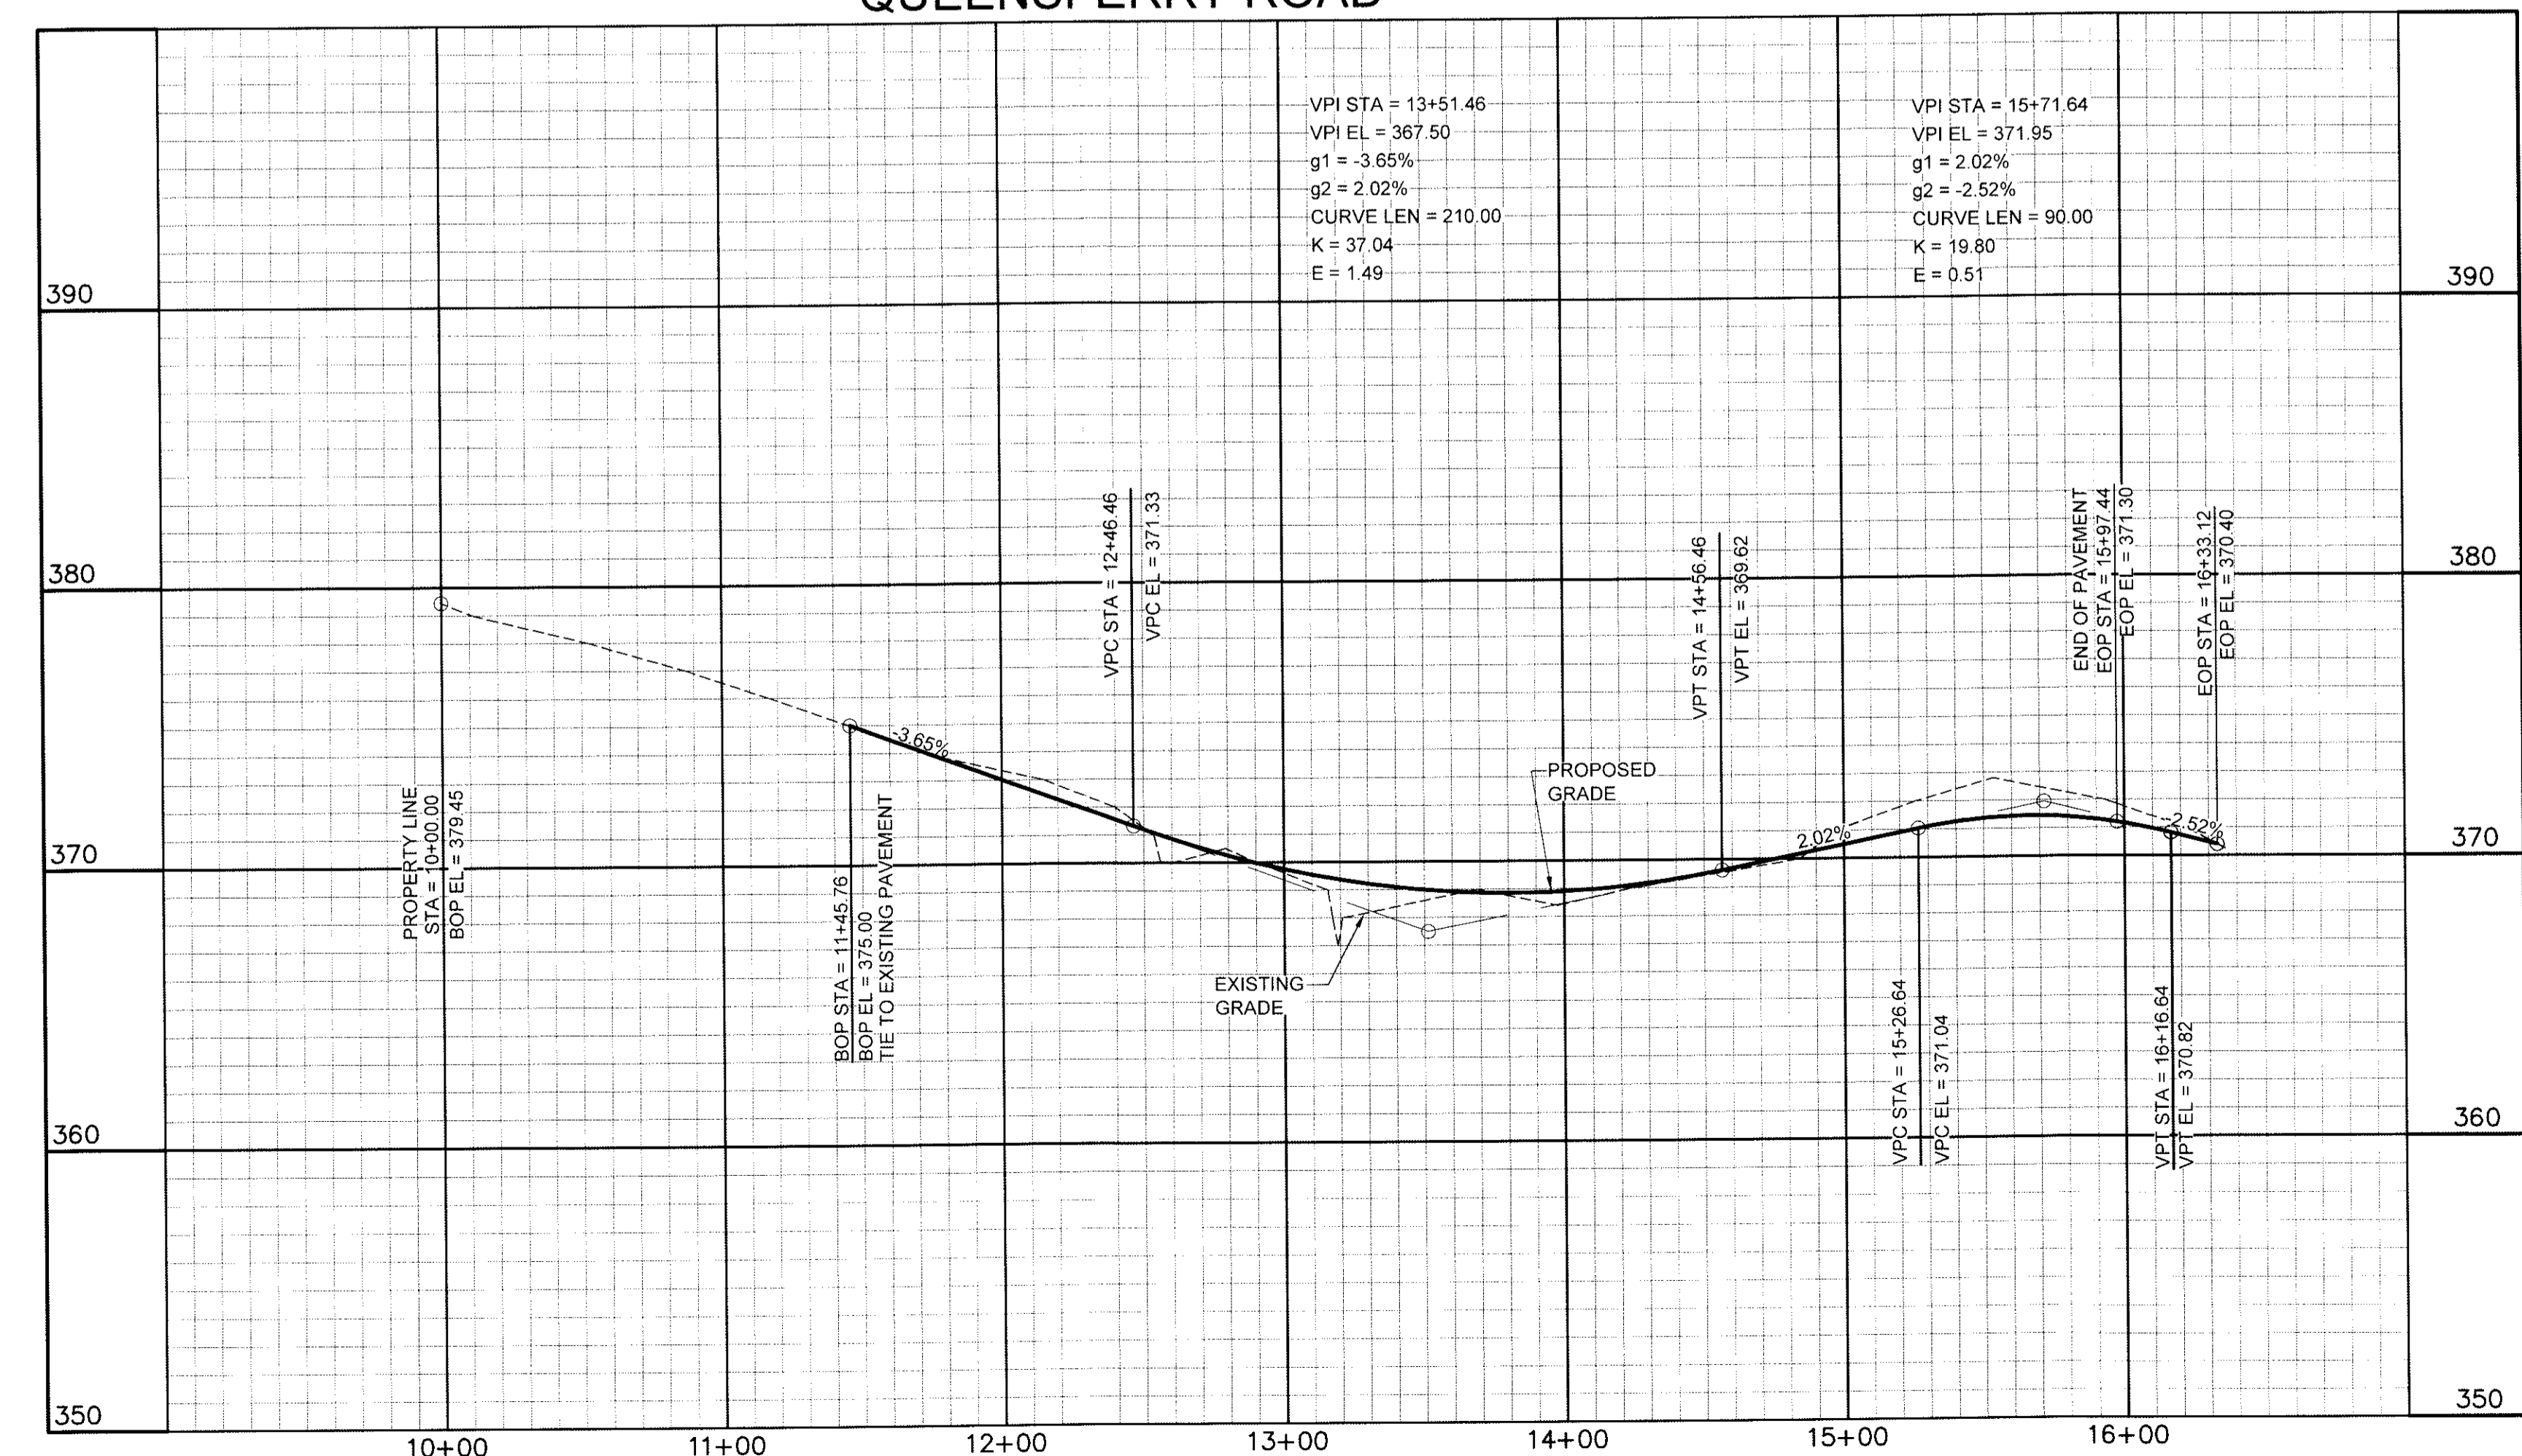 VPI STA = 13+51.46
VPI EL = 367.50
g1 = -3.65%
g2 = 2.02%
CURVE LEN = 210.00
K = 37.04
E = 1.49
VPI STA = 15+71.64
VPI EL = 371.95
g1 = 2.02%
g2 = -2.52%
CURVE LEN = 90.00
K = 19.80
E = 0.51
390
390
380
380
VPC STA = 12+46.46
VPC EL = 371.33
VPT STA = 14+56.46
VPT EL = 369.62
END OF PAVEMENT
EOP STA = 15+97.44
EOP EL = 371.30
EOP STA = 16+33.12
EOP EL = 370.40
-3.65%
PROPERTY LINE
STA = 10+00.00
BOP EL = 379.45
BOP STA = 11+45.76
BOP EL = 375.00
TIE TO EXISTING PAVEMENT
PROPOSED
GRADE
2.02%
-2.52%
370
370
EXISTING
GRADE
VPC STA = 15+26.64
VPC EL = 371.04
VPT STA = 16+16.64
VPT EL = 370.82
360
360
350
350
10+00
11+00
12+00
13+00
14+00
15+00
16+00